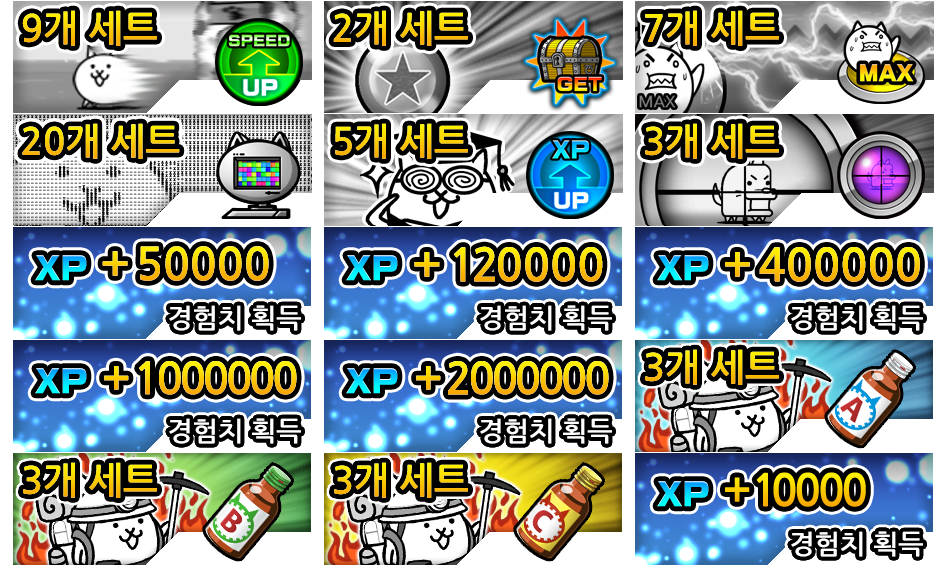 9개 세트
SPEED
UP
2개 세트
GET
7개 세트
MAX
MAX
20개 세트
5개 세트
XP
UP
3개 세트
XP +50000
경험치 획득
XP +120000
경험치 획득
XP +400000
경험치 획득
XP +1000000
경험치 획득
XP +2000000
경험치 획득
3개 세트
A
3개 세트
B
3개 세트
C
XP +10000
경험치 획득